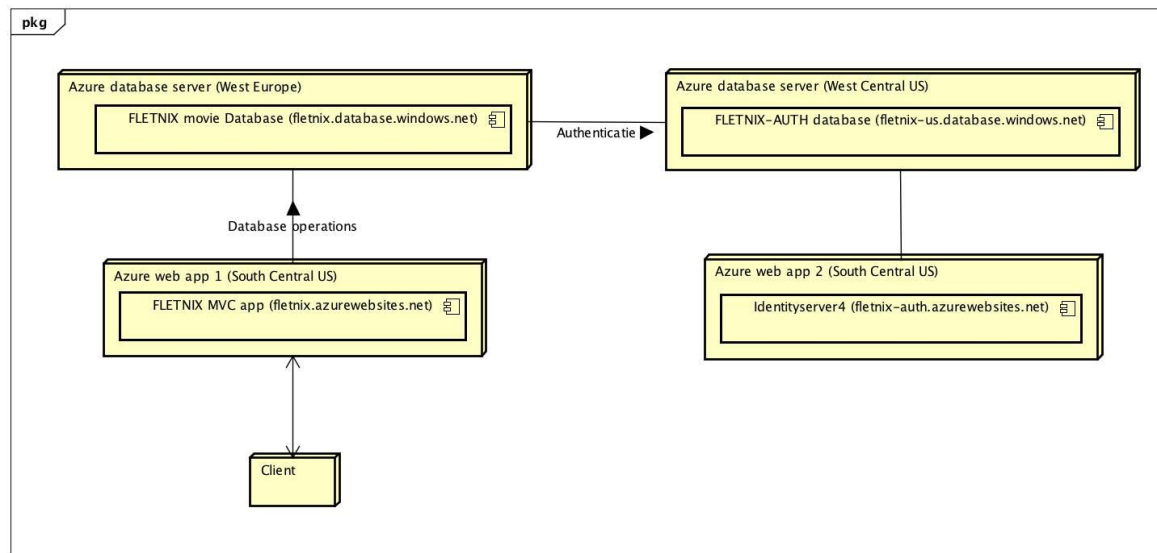 pkg
Azure database server (West Europe)
FLETNIX movie Database (fletnix.database.windows.net)
Azure database server (West Central US)
FLETNIX-AUTH database (fletnix-us.database.windows.net)
Authenticatie
Database operations
Azure web app 1 (South Central US)
FLETNIX MVC app (fletnix.azurewebsites.net)
Azure web app 2 (South Central US)
Identityserver4 (fletnix-auth.azurewebsites.net)
Client